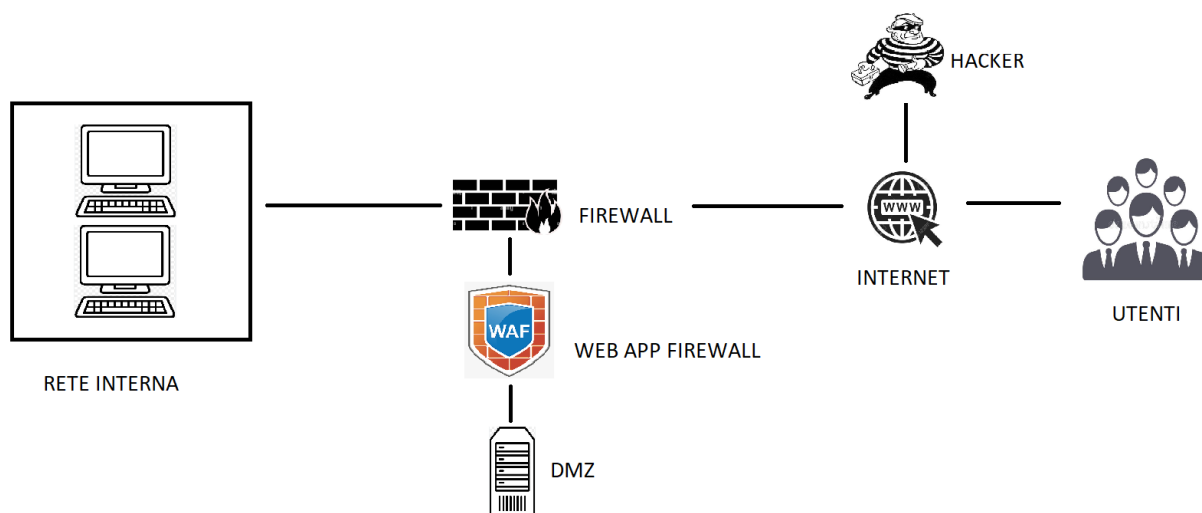 HACKER
FIREWALL
WWW
INTERNET
UTENTI
WAF
WEB APP FIREWALL
RETE INTERNA
DMZ